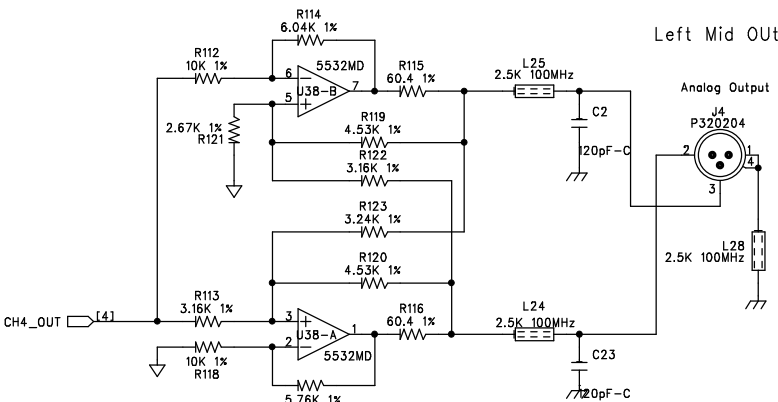 Left Mid OUt
R114
6.04K 1%
R112
10K 1%
6
5
7
5532MD
U38-B
R115
60.4 1%
L25
2.5K 100MHz
Analog Output
J4
P320204
2
1
4
3
C2
120pF-C
2.67K 1%
R121
R119
4.53K 1%
R122
3.16K 1%
R123
3.24K 1%
R120
4.53K 1%
L28
2.5K 100MHz
CH4_OUT
[4]
R113
3.16K 1%
3
2
1
U38-A
5532MD
R116
60.4 1%
L24
2.5K 100MHz
C23
120pF-C
10K 1%
R118
5.76K 1%